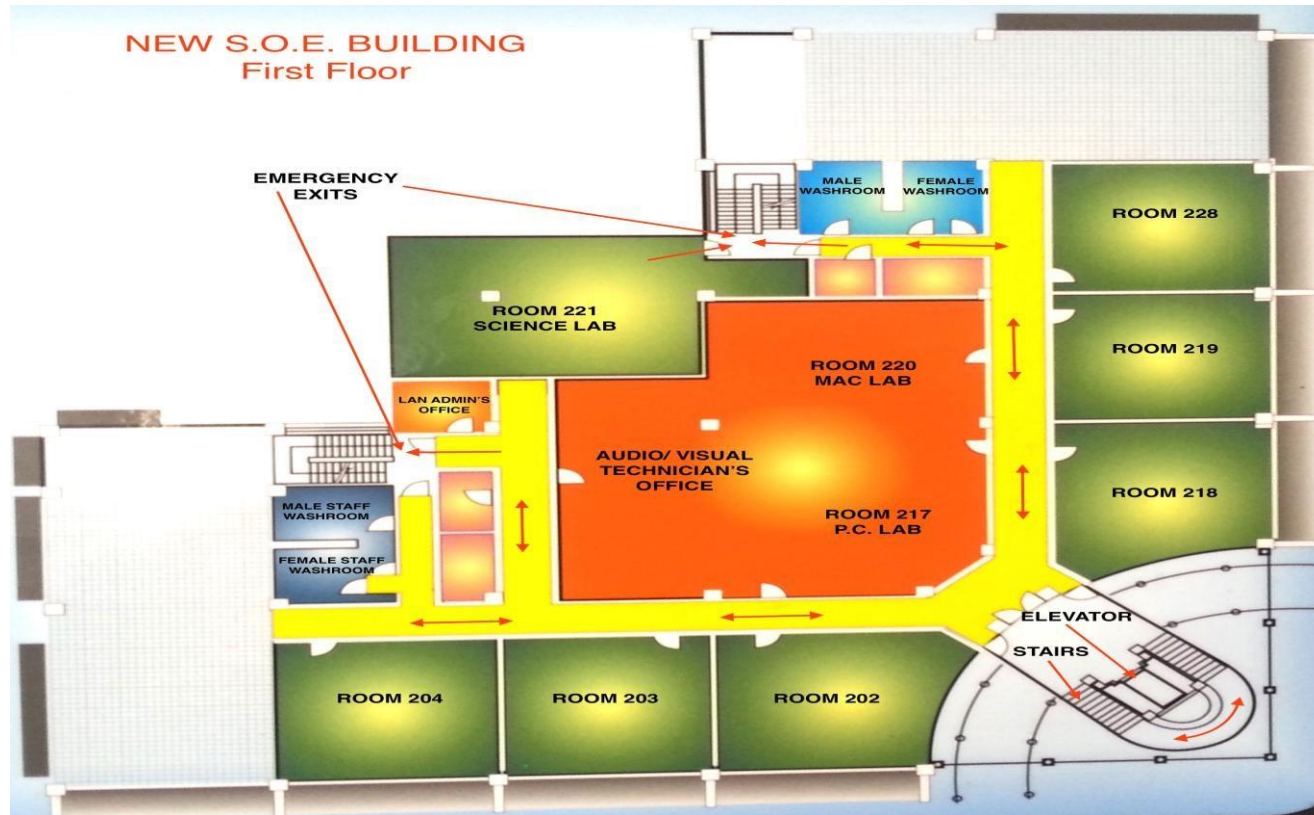 NEW S.O.E. BUILDING
First Floor
EMERGENCY
EXITS
MALE
WASHROOM
FEMALE
WASHROOM
ROOM 228
ROOM 221
SCIENCE LAB
ROOM 219
ROOM 220
MAC LAB
LAN ADMIN'S
OFFICE
AUDIO/ VISUAL
TECHNICIAN'S
OFFICE
ROOM 218
MALE STAFF
WASHROOM
ROOM 217
P.C. LAB
FEMALE STAFF
WASHROOM
ELEVATOR
STAIRS
ROOM 204
ROOM 203
ROOM 202